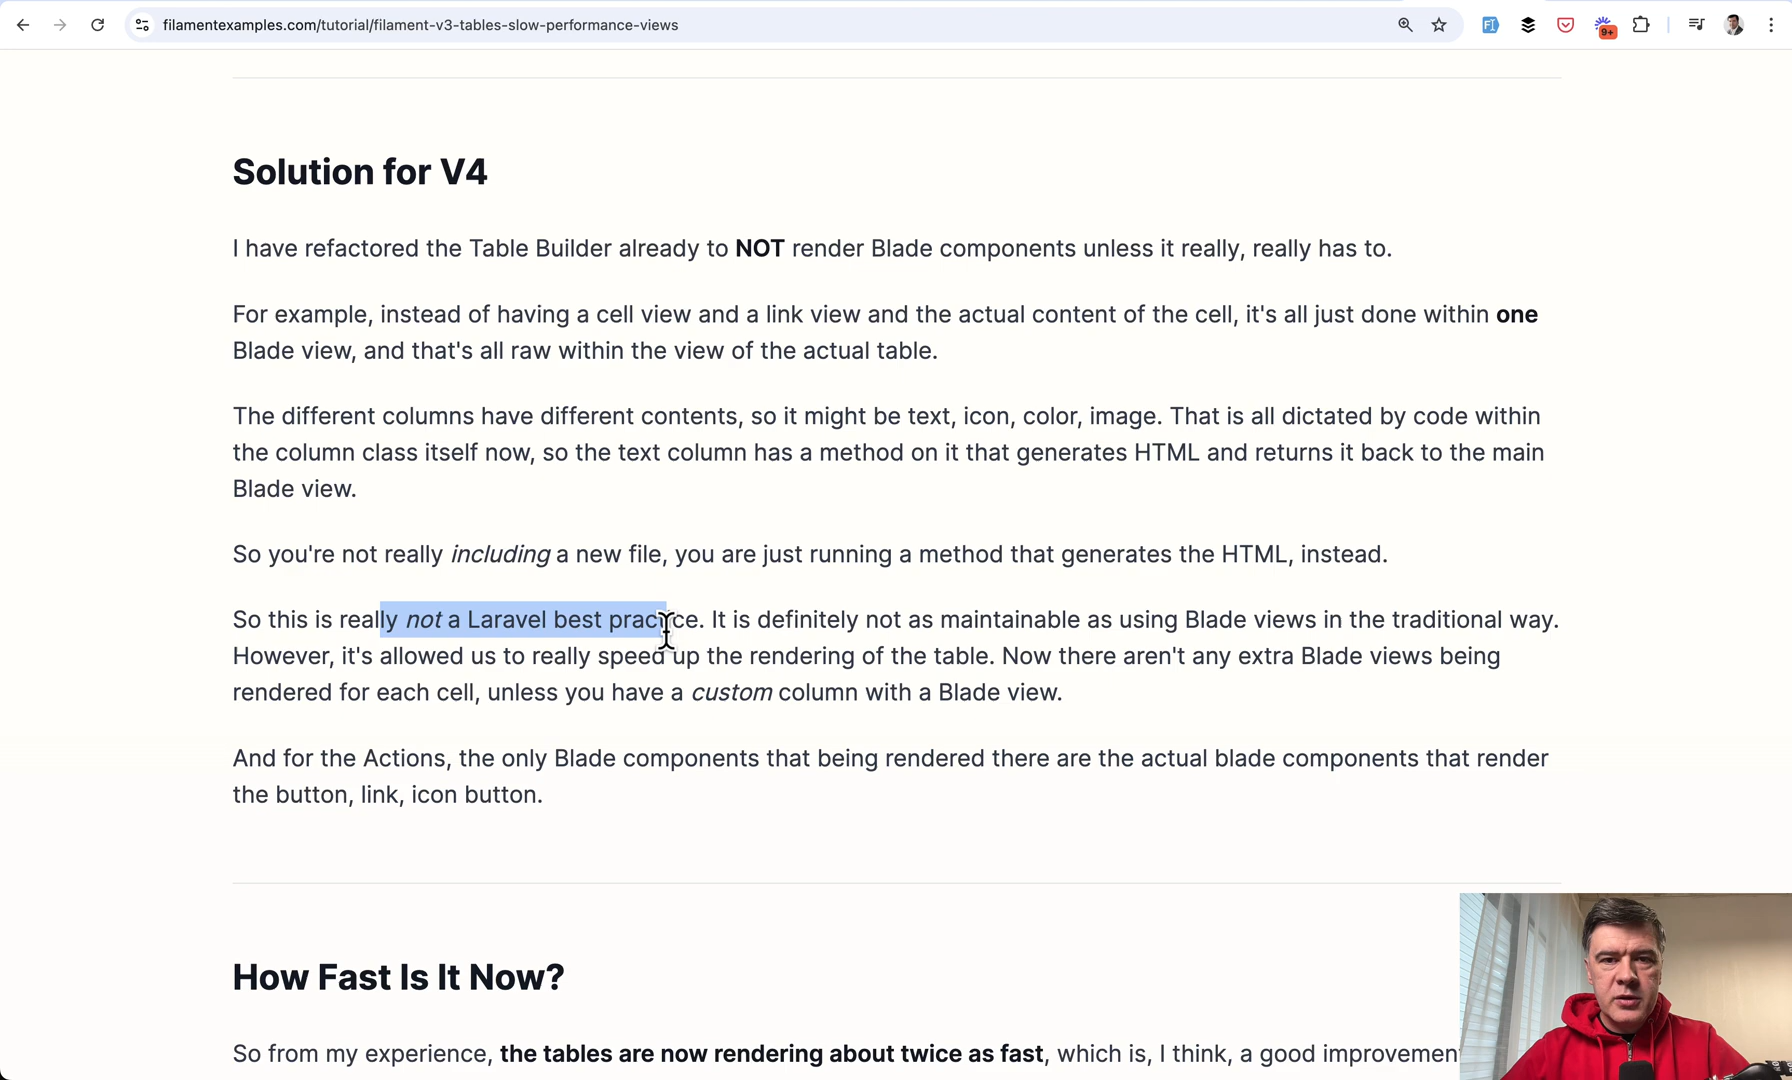 filamentexamples.com/tutorial/filament-v3-tables-slow-performance-views
9+
Solution for V4
I have refactored the Table Builder already to NOT render Blade components unless it really, really has to.
For example, instead of having a cell view and a link view and the actual content of the cell, it's all just done within one
Blade view, and that's all raw within the view of the actual table.
The different columns have different contents, so it might be text, icon, color, image. That is all dictated by code within
the column class itself now, so the text column has a method on it that generates HTML and returns it back to the main
Blade view.
So you're not really including a new file, you are just running a method that generates the HTML, instead.
So this is really not a Laravel best practice. It is definitely not as maintainable as using Blade views in the traditional way.
However, it's allowed us to really speed up the rendering of the table. Now there aren't any extra Blade views being
rendered for each cell, unless you have a custom column with a Blade view.
And for the Actions, the only Blade components that being rendered there are the actual blade components that render
the button, link, icon button.
How Fast Is It Now?
So from my experience, the tables are now rendering about twice as fast, which is, I think, a good improvement